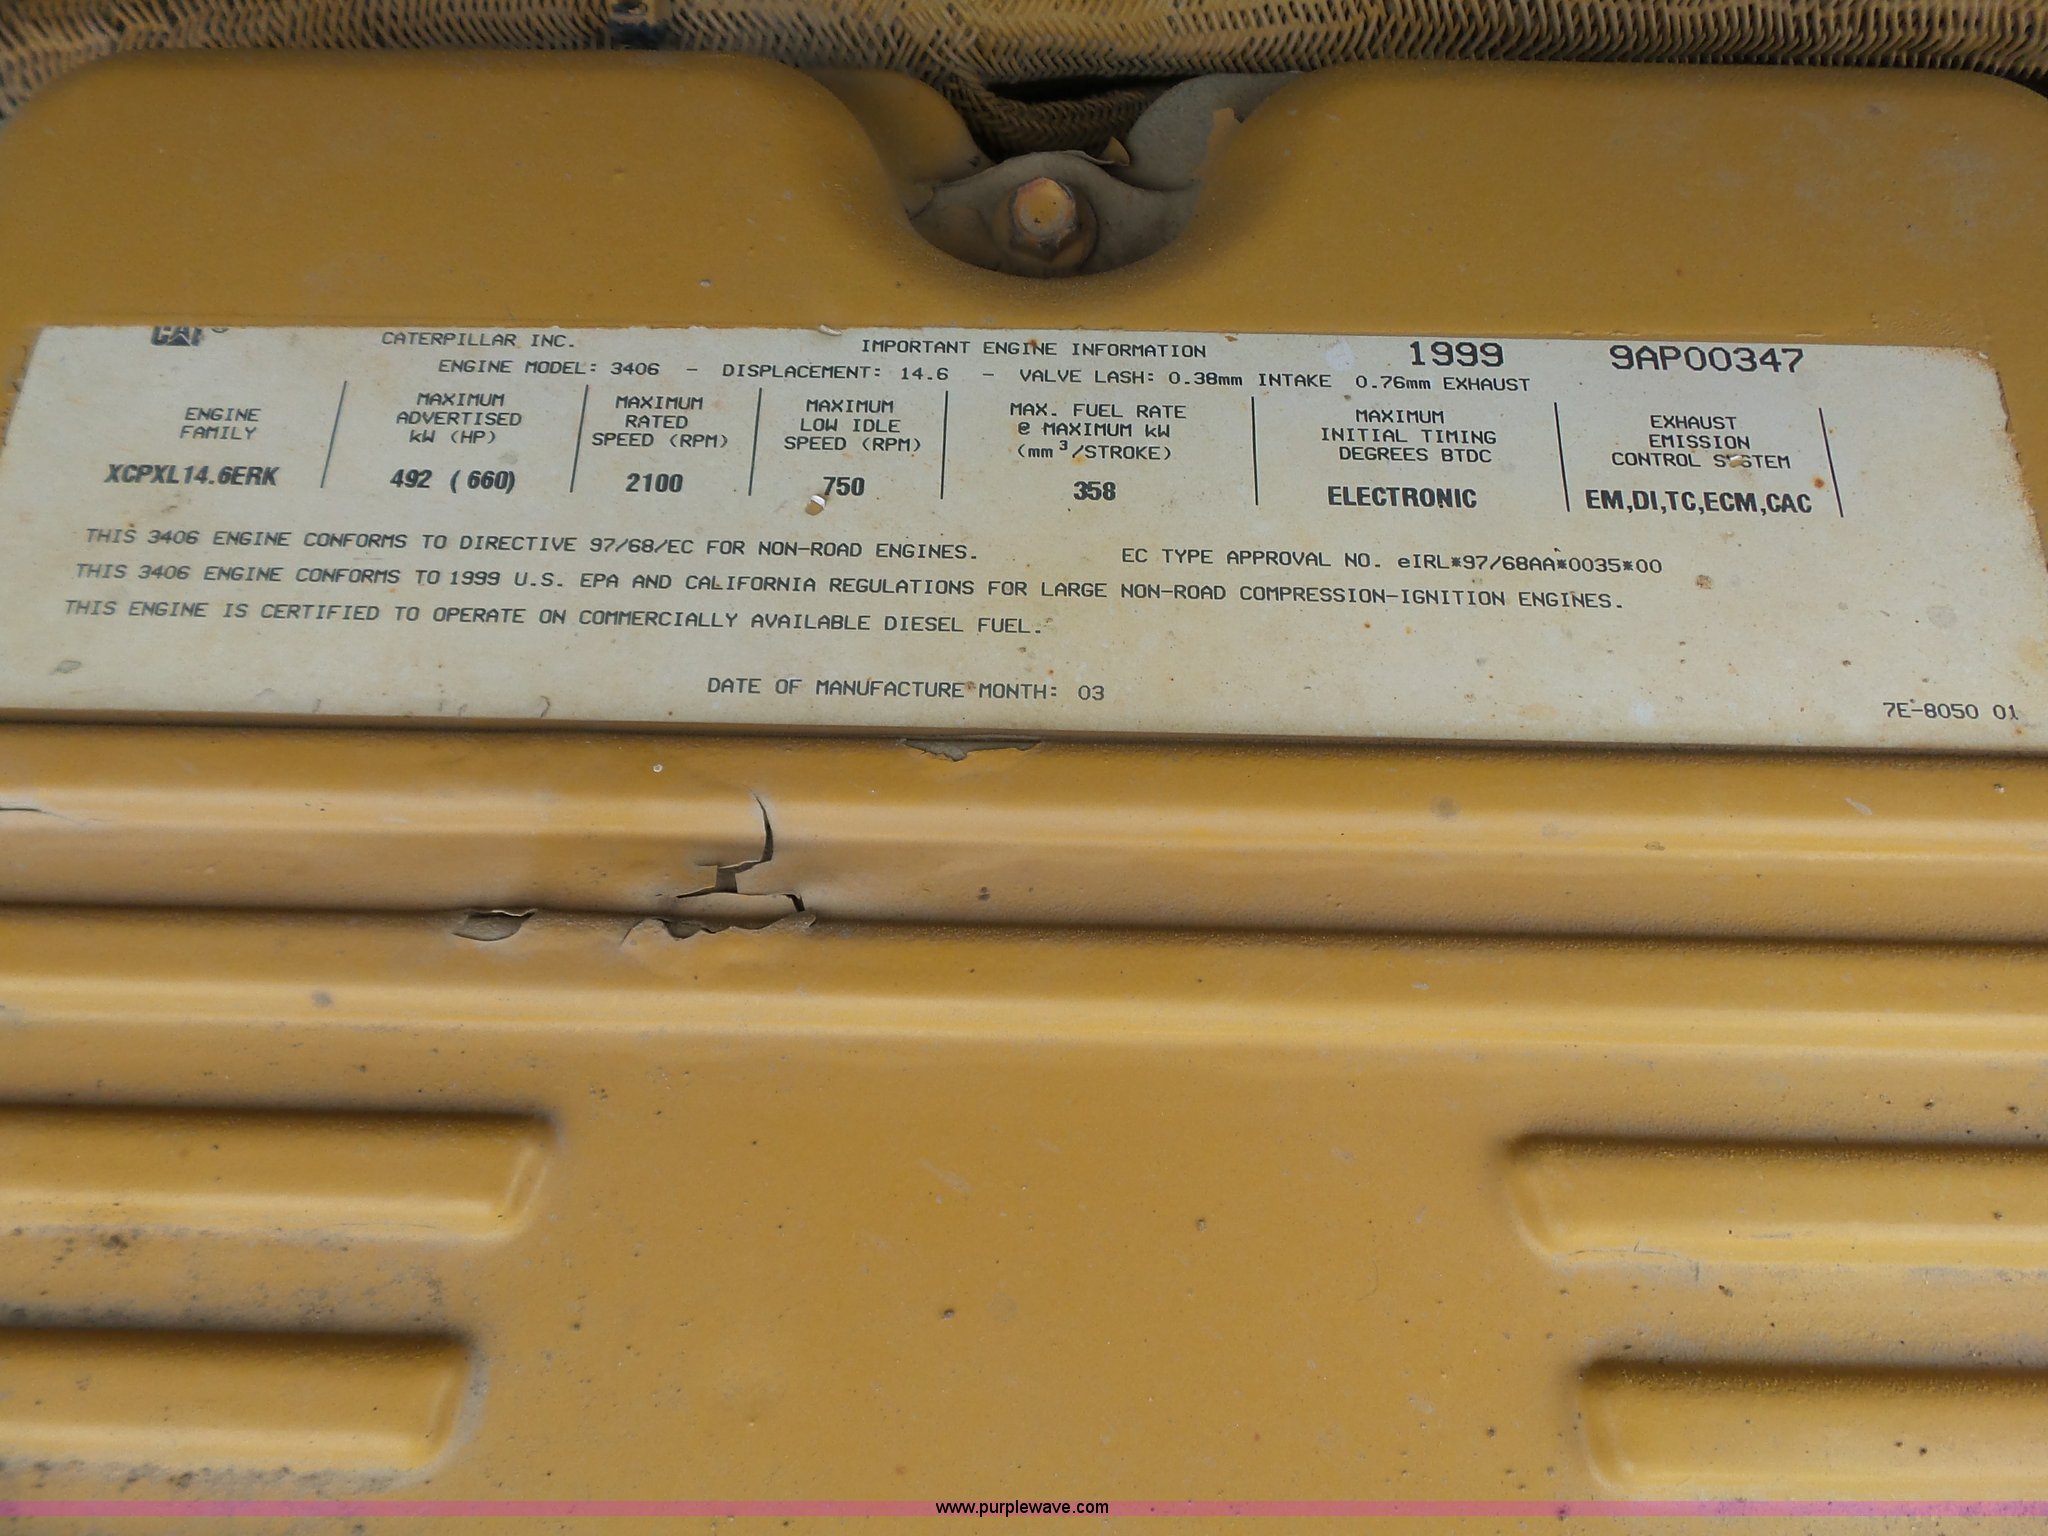 CAT®
CATERPILLAR INC. IMPORTANT ENGINE INFORMATION 1999 9AP00347
ENGINE MODEL: 3406 - DISPLACEMENT: 14.6 - VALVE LASH: 0.38mm INTAKE 0.76mm EXHAUST
ENGINE
FAMILY
XCPXL14.6ERK
MAXIMUM
ADVERTISED
kW (HP)
492 (660)
MAXIMUM
RATED
SPEED (RPM)
2100
MAXIMUM
LOW IDLE
SPEED (RPM)
750
MAX. FUEL RATE
@ MAXIMUM kW
(mm³/STROKE)
358
MAXIMUM
INITIAL TIMING
DEGREES BTDC
ELECTRONIC
EXHAUST
EMISSION
CONTROL SYSTEM
EM,DI,TC,ECM,CAC
THIS 3406 ENGINE CONFORMS TO DIRECTIVE 97/68/EC FOR NON-ROAD ENGINES. EC TYPE APPROVAL NO. eIRL*97/68AA*0035*00
THIS 3406 ENGINE CONFORMS TO 1999 U.S. EPA AND CALIFORNIA REGULATIONS FOR LARGE NON-ROAD COMPRESSION-IGNITION ENGINES.
THIS ENGINE IS CERTIFIED TO OPERATE ON COMMERCIALLY AVAILABLE DIESEL FUEL.
DATE OF MANUFACTURE MONTH: 03
7E-8050 01
www.purplewave.com